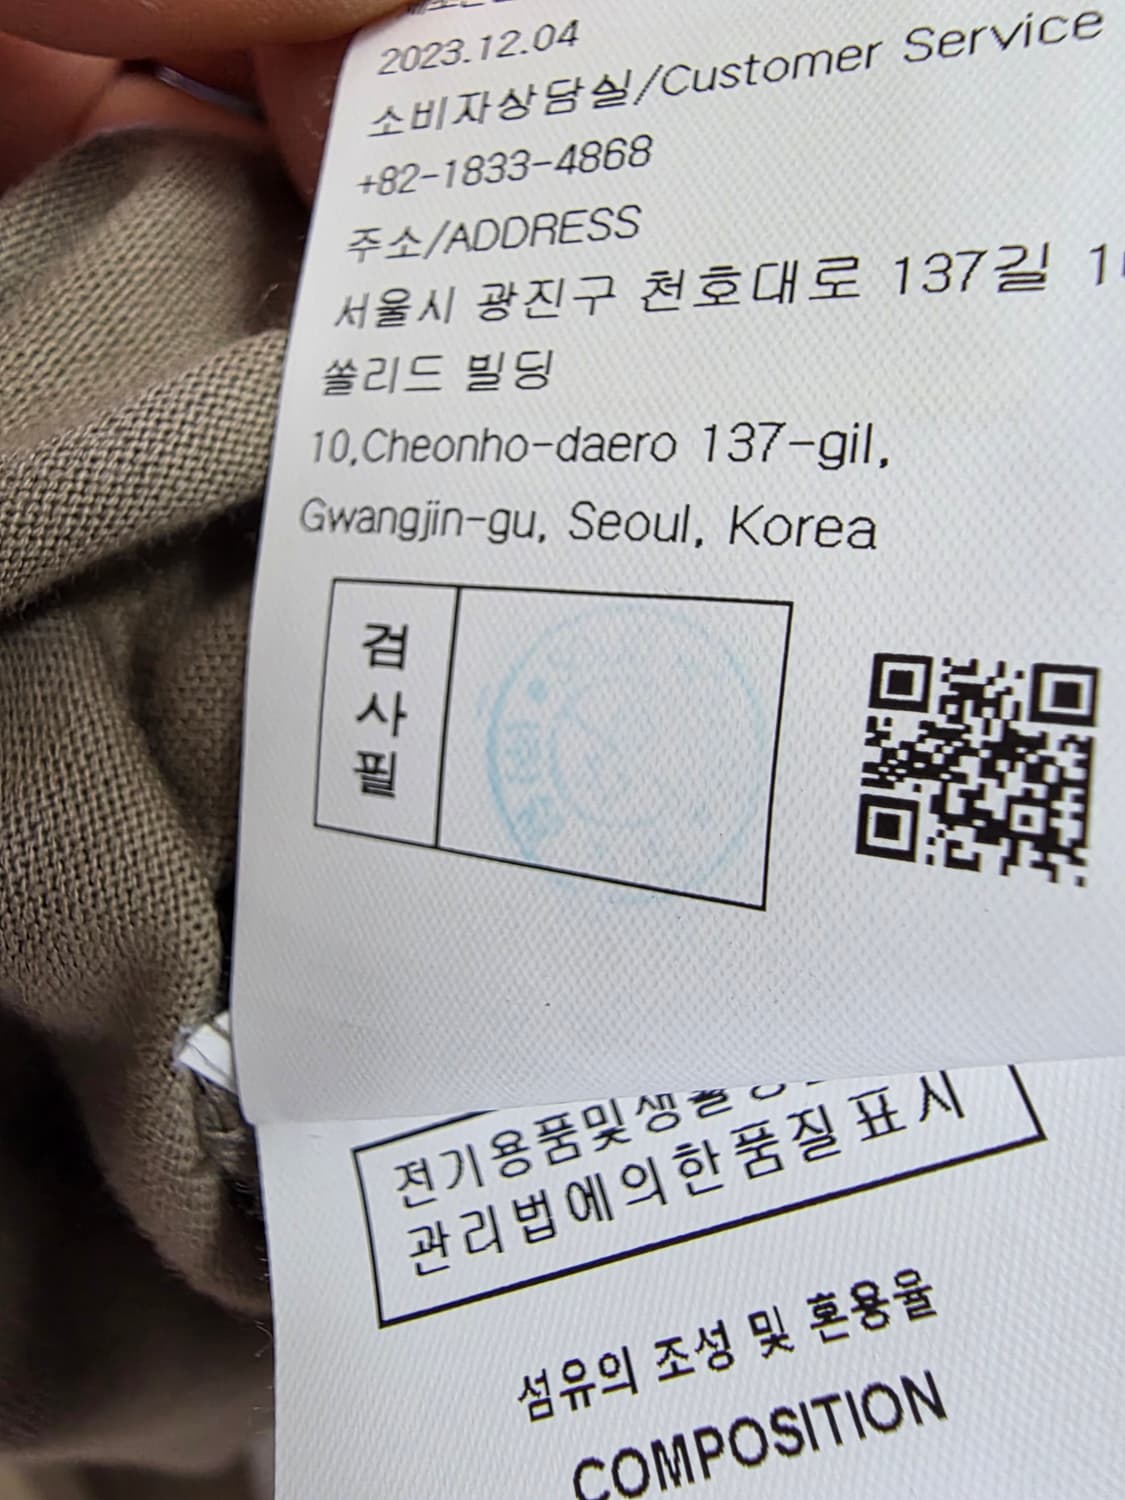 2023.12.04
소비자상담실/Customer Service
+82-1833-4868
주소/ADDRESS
서울시 광진구 천호대로 137길
쏠리드 빌딩
10,Cheonho-daero 137-gil,
Gwangjin-gu, Seoul, Korea
검
사
필
전기용품및생활
관리법에의한품질표시
섬유의 조성 및 혼용율
COMPOSITION